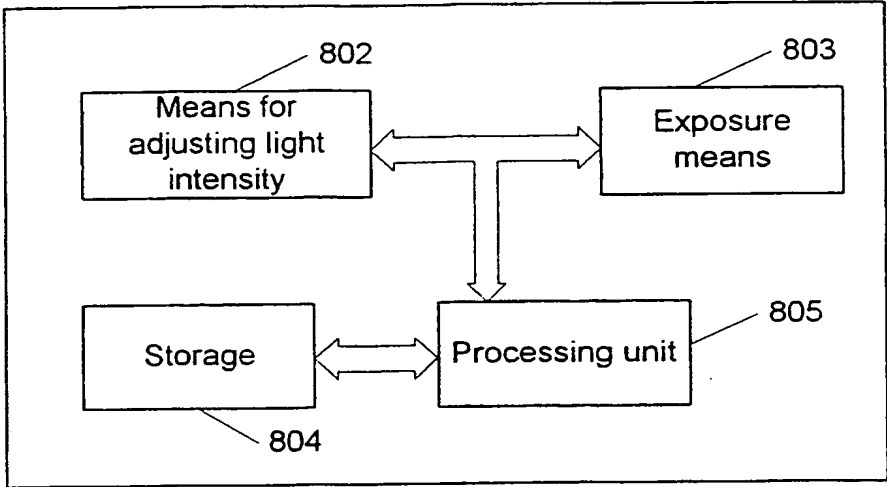 802
803
Means for
adjusting light
intensity
Exposure
means
805
Storage
Processing unit
804